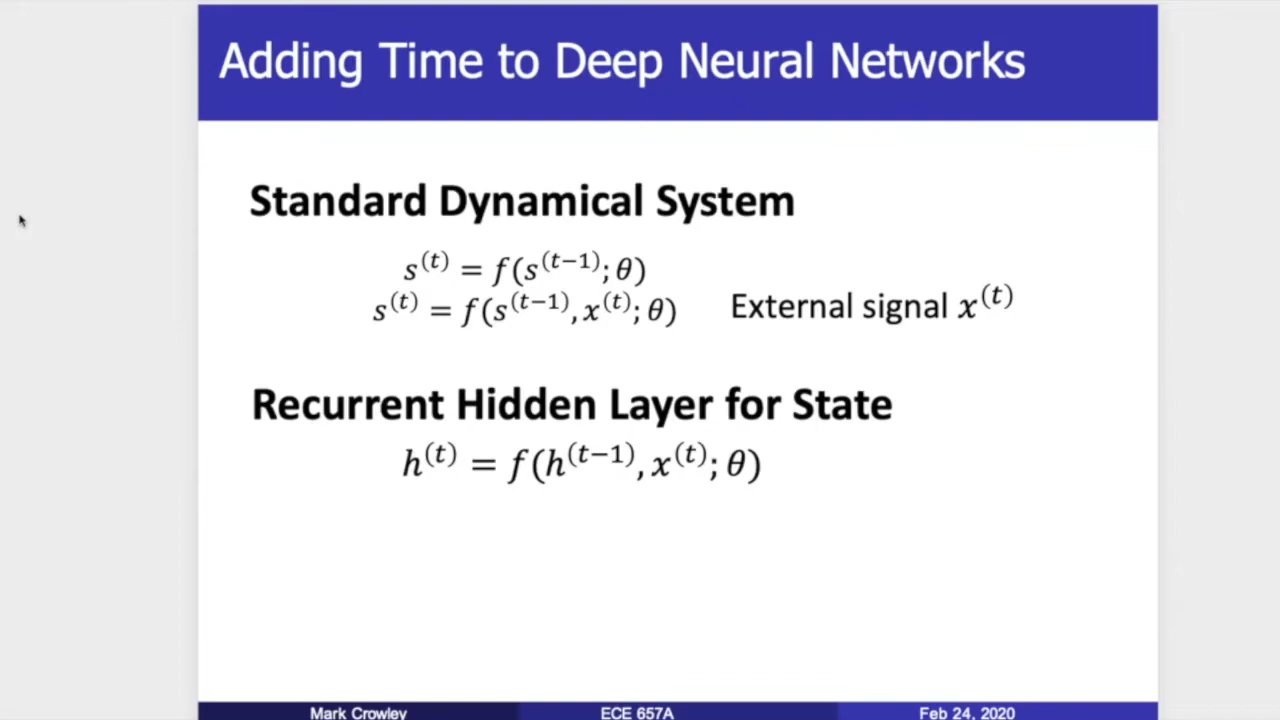 Adding Time to Deep Neural Networks
Standard Dynamical System
s^(t) = f(s^(t−1); θ)
s^(t) = f(s^(t−1), x^(t); θ) External signal x^(t)
Recurrent Hidden Layer for State
h^(t) = f(h^(t−1), x^(t); θ)
Mark Crowley ECE 657A Feb 24, 2020